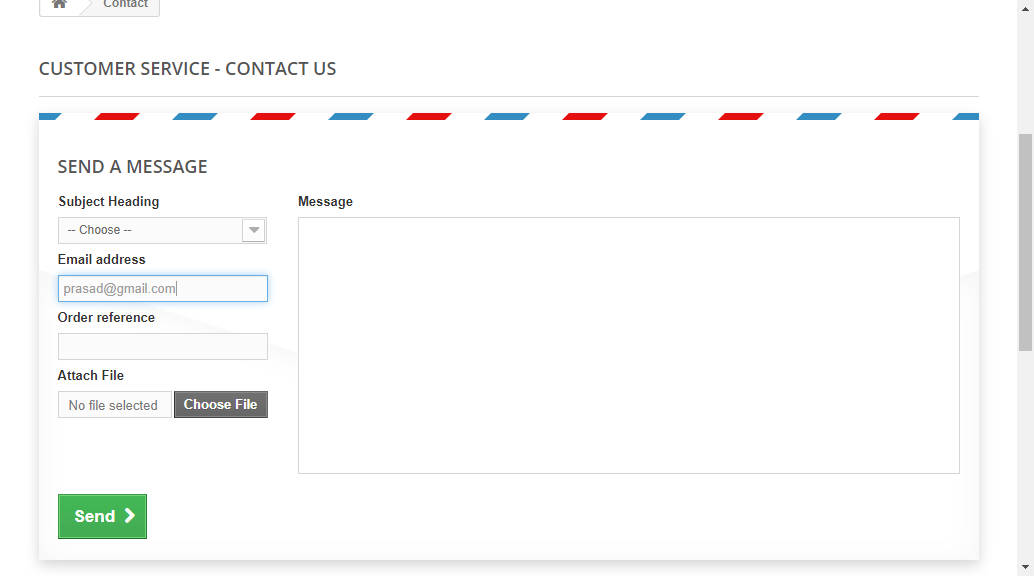 Contact
CUSTOMER SERVICE - CONTACT US
SEND A MESSAGE
Subject Heading
-- Choose --
Email address
prasad@gmail.com
Order reference
Attach File
No file selected
Choose File
Message
Send